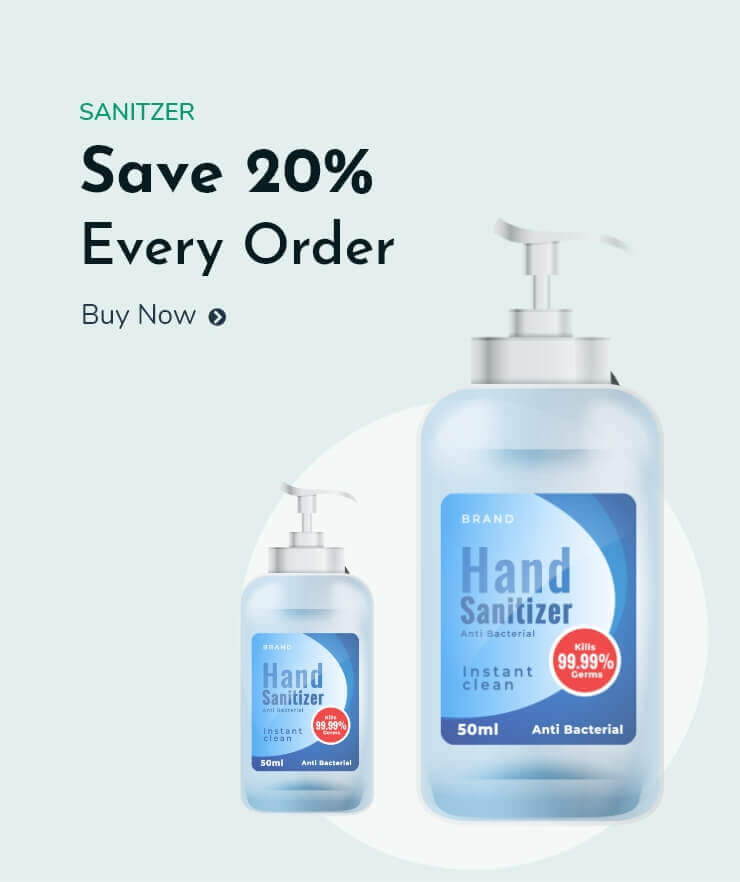 SANITZER
Save 20%
Every Order
Buy Now
BRAND
Hand
Sanitizer
Anti Bacterial
Instant
clean
Kills
99.99%
Germs
50ml
Anti Bacterial
BRAND
Hand
Sanitizer
Anti Bacterial
Instant
clean
Kills
99.99%
Germs
50ml
Anti Bacterial